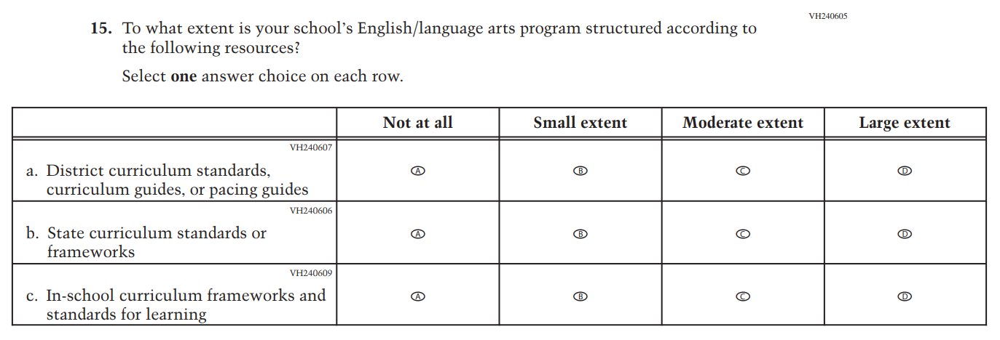 VH240605
15. To what extent is your school’s English/language arts program structured according to
the following resources?
Select one answer choice on each row.
Not at all Small extent Moderate extent Large extent
VH240607
a. District curriculum standards,
curriculum guides, or pacing guides
A B C D
VH240606
b. State curriculum standards or
frameworks
A B C D
VH240609
c. In-school curriculum frameworks and
standards for learning
A B C D